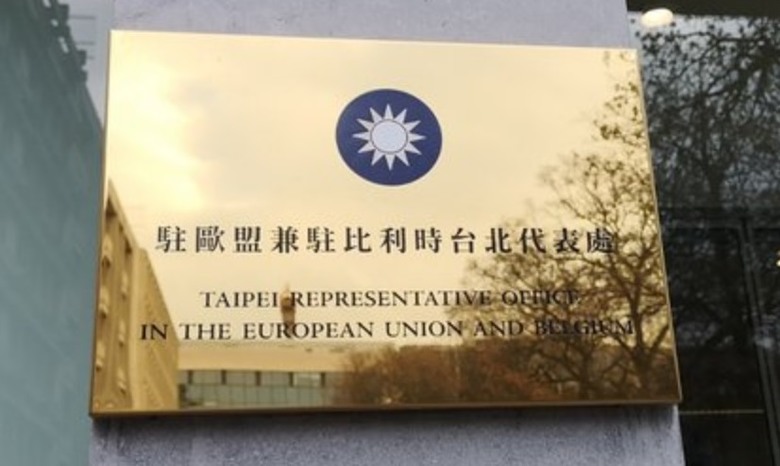 駐歐盟兼駐比利時台北代表處
TAIPEI REPRESENTATIVE OFFICE
IN THE EUROPEAN UNION AND BELGIUM